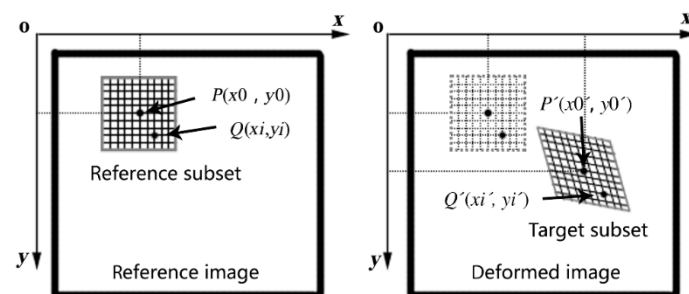 o
x
P(x0 , y0)
Q(xi,yi)
Reference subset
y
Reference image
o
x
P´(x0´, y0´)
Q´(xi´, yi´)
Target subset
y
Deformed image